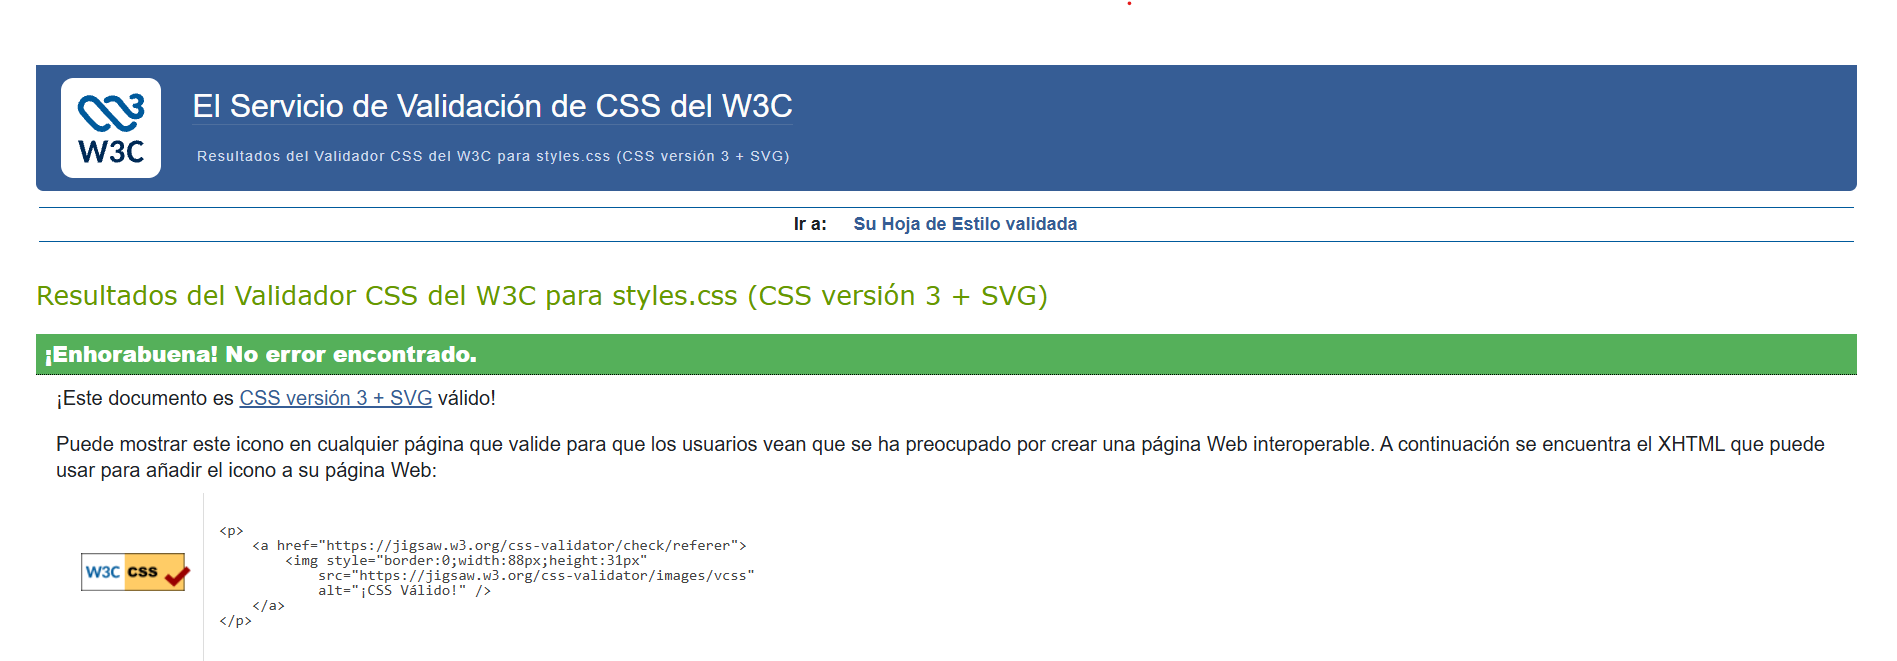 W3C
El Servicio de Validación de CSS del W3C
Resultados del Validador CSS del W3C para styles.css (CSS versión 3 + SVG)
Ir a: Su Hoja de Estilo validada
Resultados del Validador CSS del W3C para styles.css (CSS versión 3 + SVG)
¡Enhorabuena! No error encontrado.
¡Este documento es CSS versión 3 + SVG válido!
Puede mostrar este icono en cualquier página que valide para que los usuarios vean que se ha preocupado por crear una página Web interoperable. A continuación se encuentra el XHTML que puede
usar para añadir el icono a su página Web:
W3C css
<p>
    <a href="https://jigsaw.w3.org/css-validator/check/referer">
        <img style="border:0;width:88px;height:31px"
            src="https://jigsaw.w3.org/css-validator/images/vcss"
            alt="¡CSS Válido!" />
    </a>
</p>